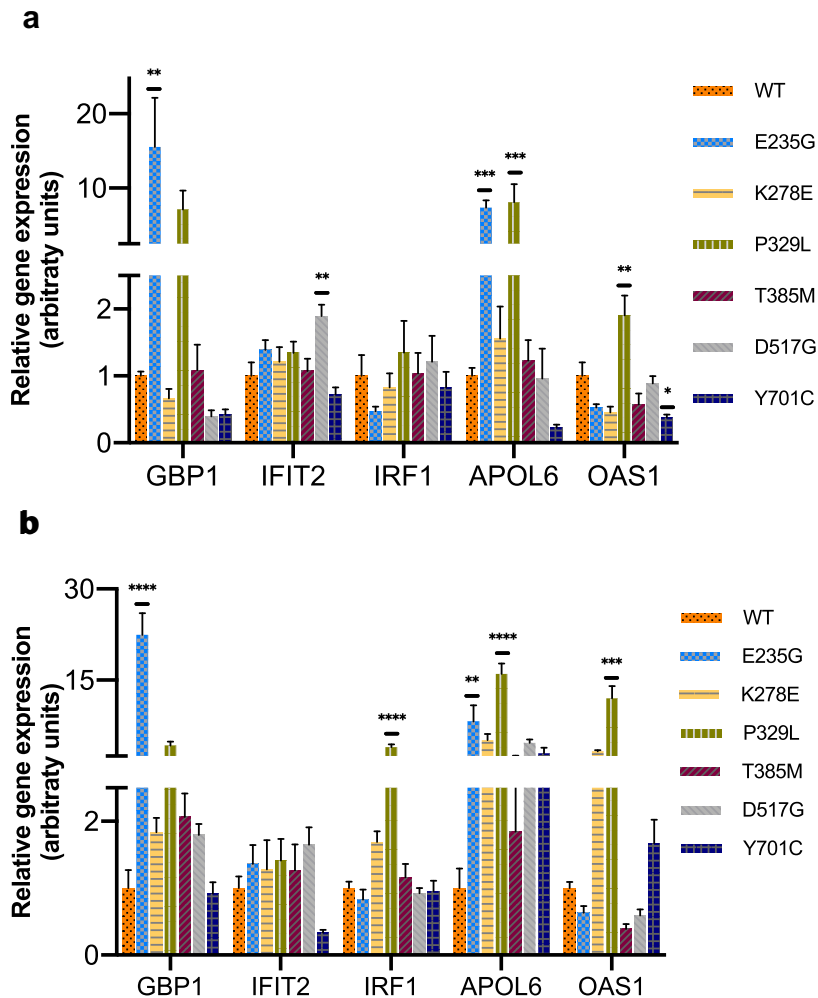 a
Relative gene expression
(arbitraty units)
20
10
2
1
0
**
**
***
***
**
*
GBP1 IFIT2 IRF1 APOL6 OAS1
WT
E235G
K278E
P329L
T385M
D517G
Y701C
b
Relative gene expression
(arbitraty units)
30
15
2
0
****
****
**
****
***
GBP1 IFIT2 IRF1 APOL6 OAS1
WT
E235G
K278E
P329L
T385M
D517G
Y701C